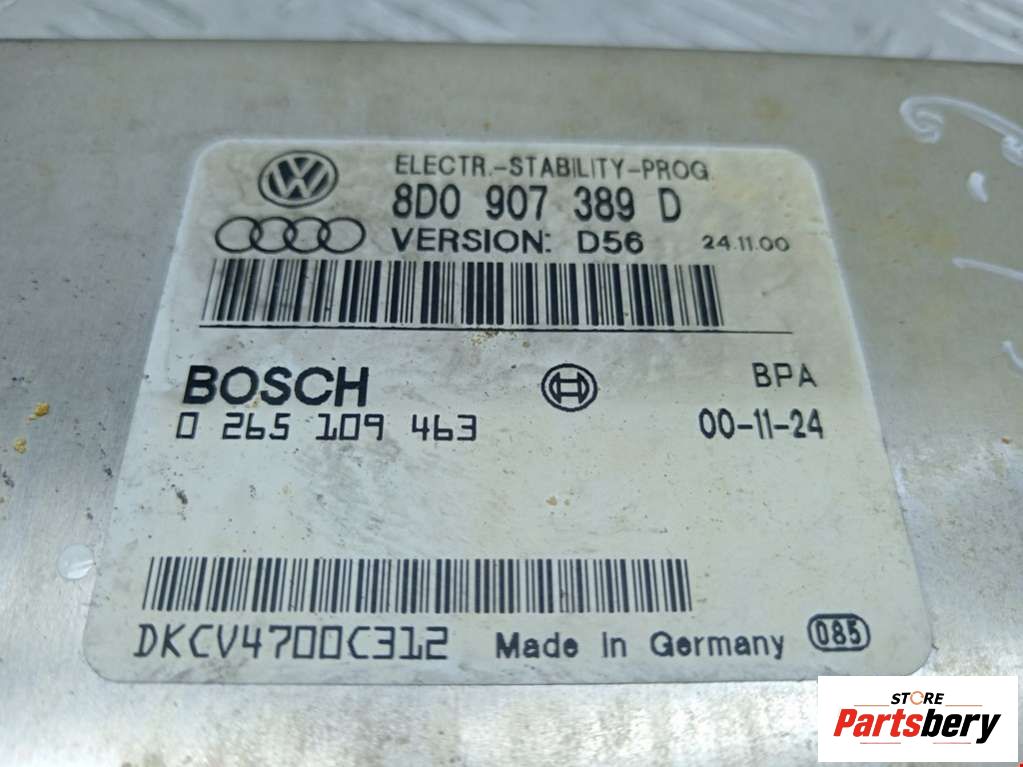 ELECTR.-STABILITY-PROG.
8D0 907 389 D
VERSION: D56 24.11.00
BOSCH BPA
0 265 109 463 00-11-24
DKCV4700C312 Made In Germany 085
STORE
Partsbery